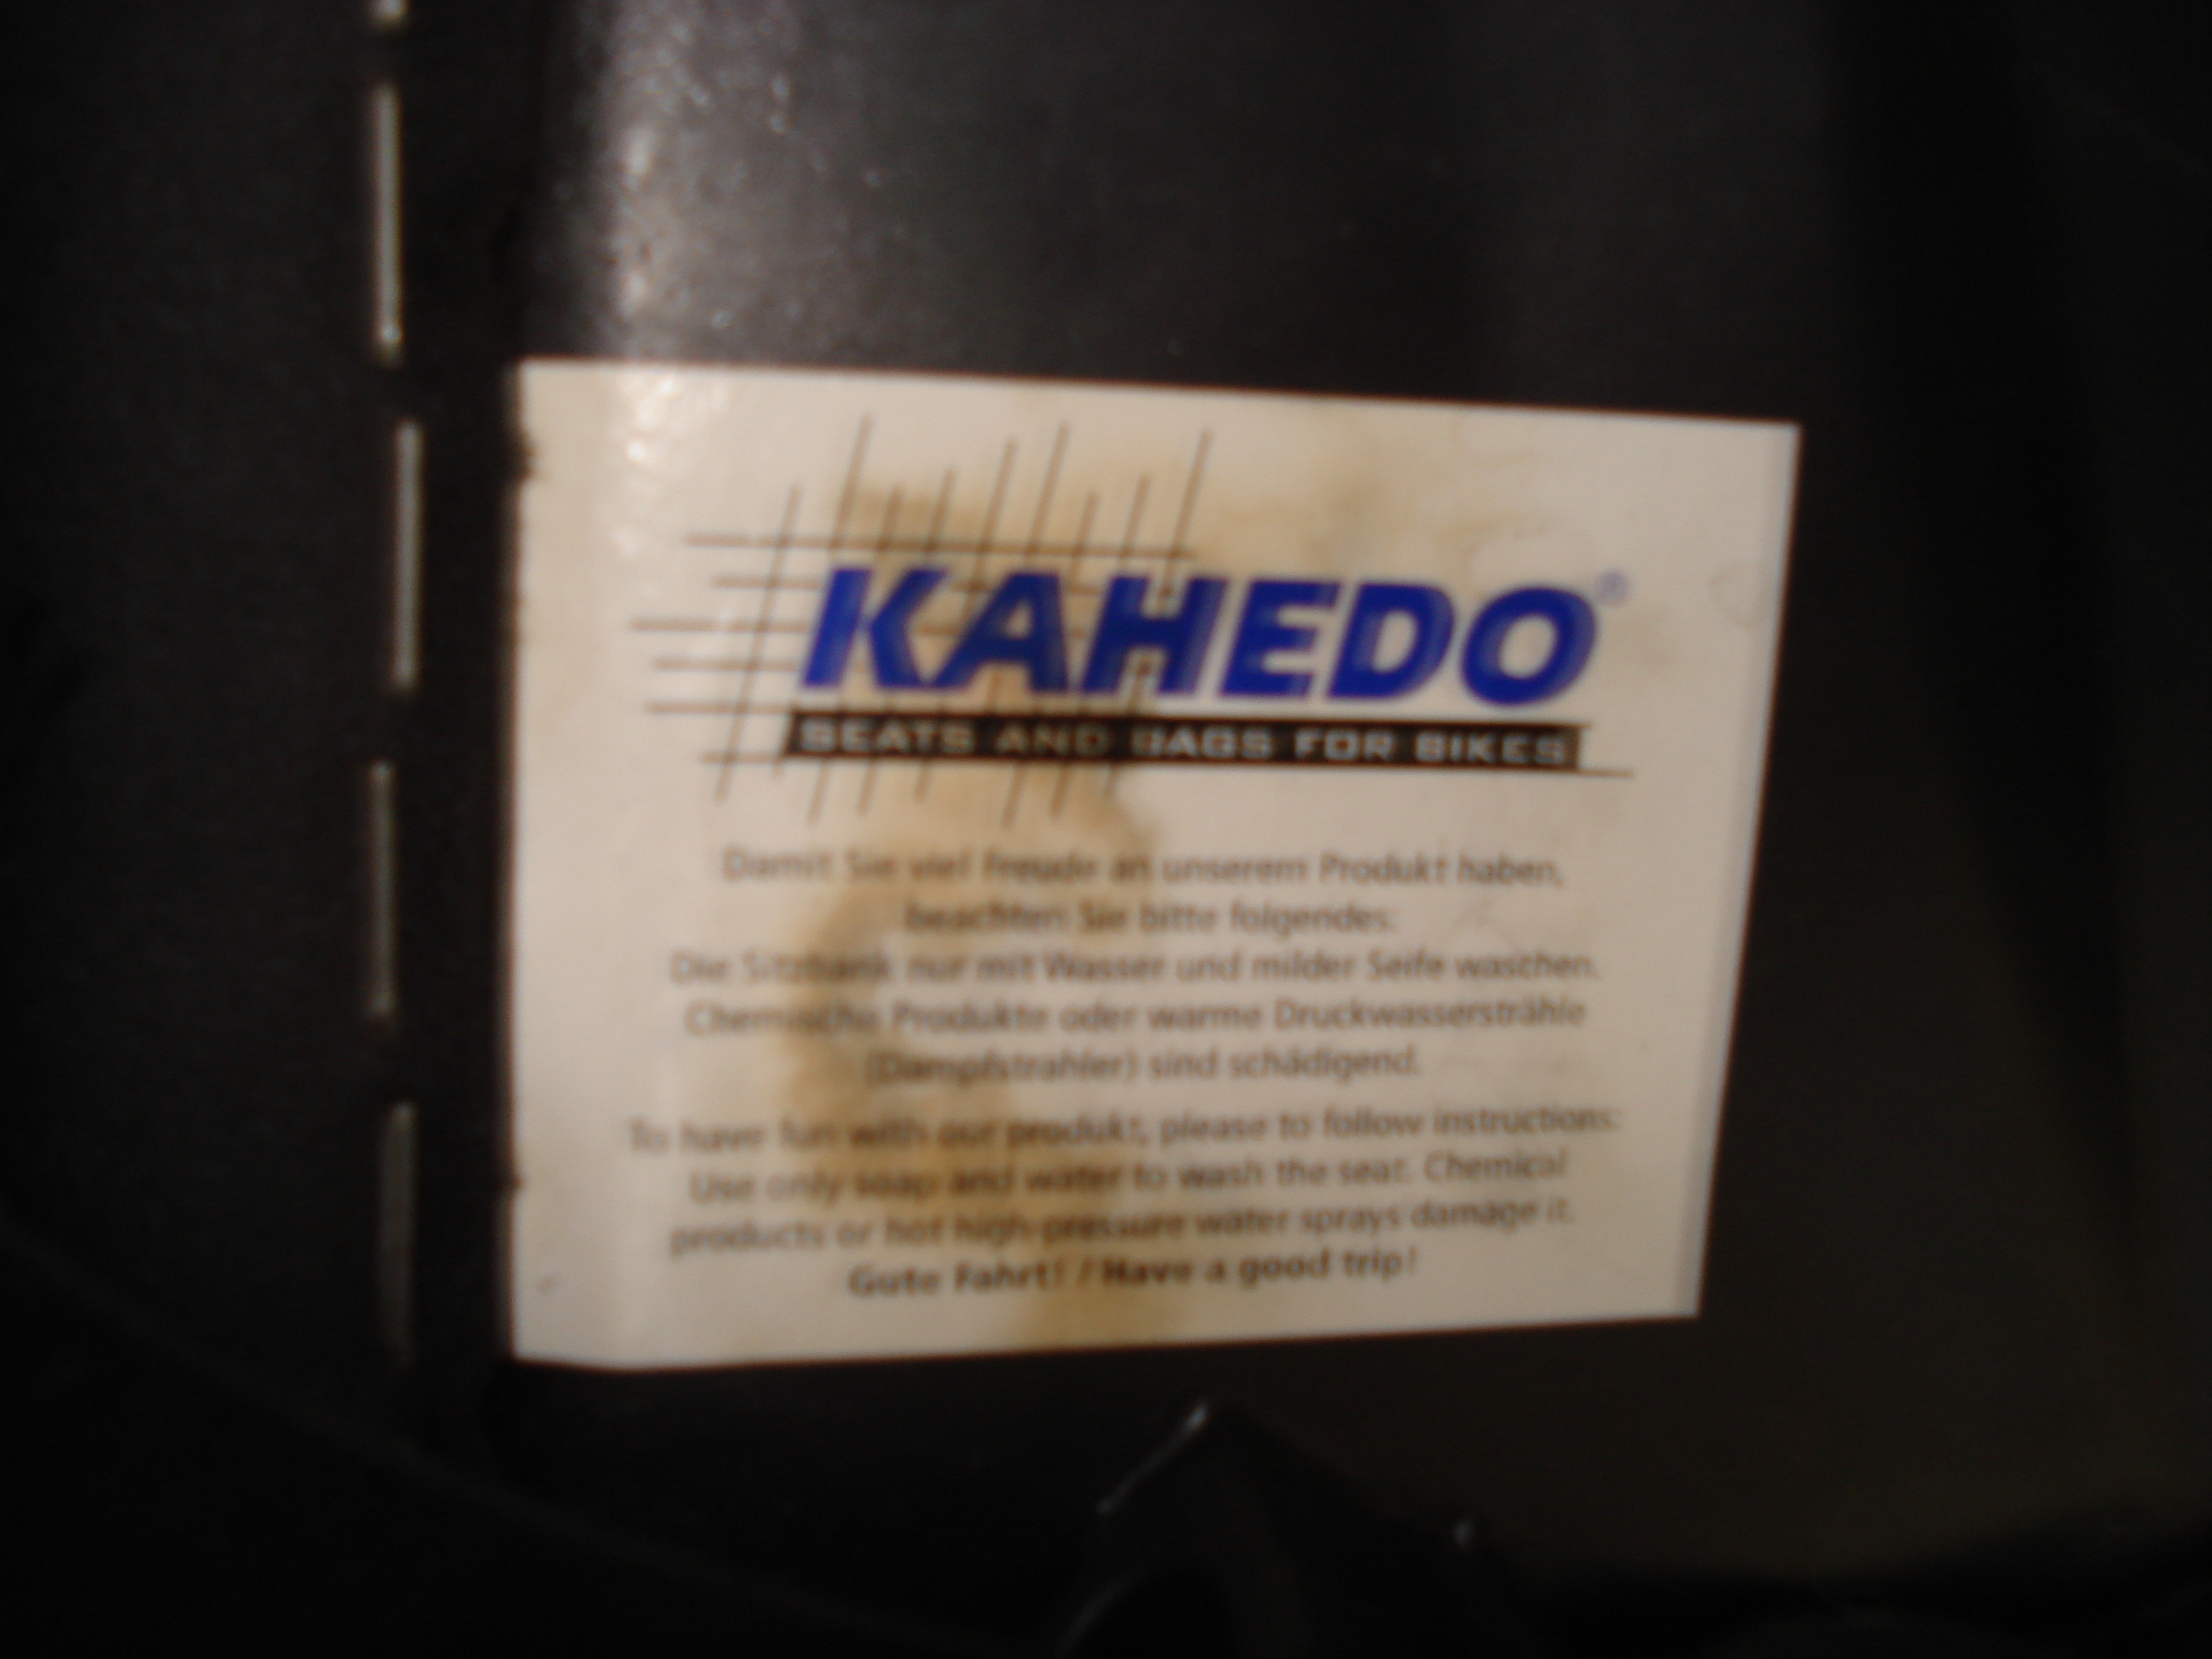 KAHEDO®
SEATS AND BAGS FOR BIKES
Damit Sie viel Freude an unserem Produkt haben,
beachten Sie bitte folgendes:
Die Sitzbank nur mit Wasser und milder Seife waschen.
Chemische Produkte oder warme Druckwasserstrahle
(Dampfstrahler) sind schädigend.
To have fun with our produkt, please to follow instructions:
Use only soap and water to wash the seat. Chemical
products or hot high-pressure water sprays damage it.
Gute Fahrt! / Have a good trip!